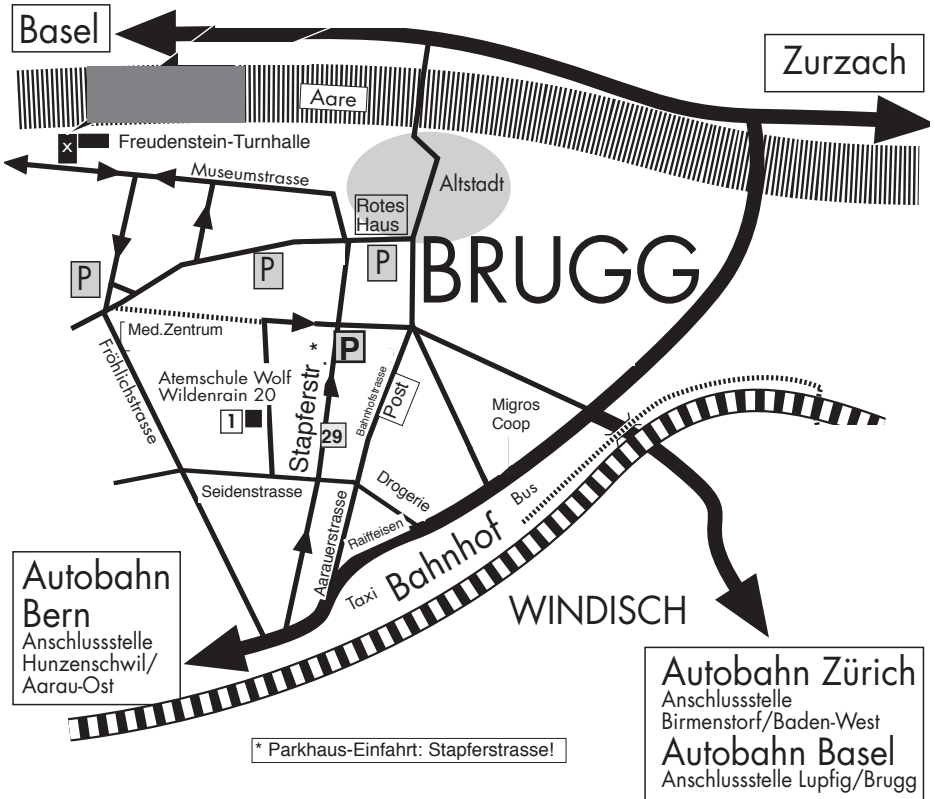 Basel
Zurzach
Aare
x
Freudenstein-Turnhalle
Museumstrasse
Altstadt
Rotes
Haus
P
P
P
BRUGG
Med.Zentrum
P
Fröhlichstrasse
Stapferstr. *
Atemschule Wolf
Wildenrain 20
1
29
Bahnhofstrasse
Post
Migros
Coop
Seidenstrasse
Drogerie
Bus
Aarauerstrasse
Raiffeisen
Bahnhof
Taxi
WINDISCH
Autobahn
Bern
Anschlussstelle
Hunzenschwil/
Aarau-Ost
Autobahn Zürich
Anschlussstelle
Birmenstorf/Baden-West
Autobahn Basel
Anschlussstelle Lupfig/Brugg
* Parkhaus-Einfahrt: Stapferstrasse!